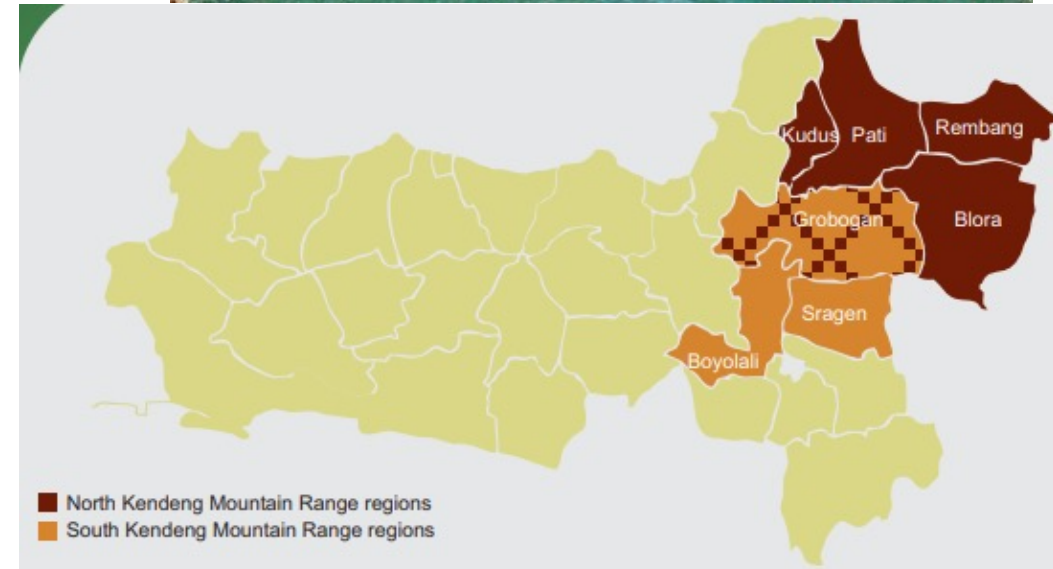 Kudus
Pati
Rembang
Grobogan
Blora
Sragen
Boyolali
North Kendeng Mountain Range regions
South Kendeng Mountain Range regions